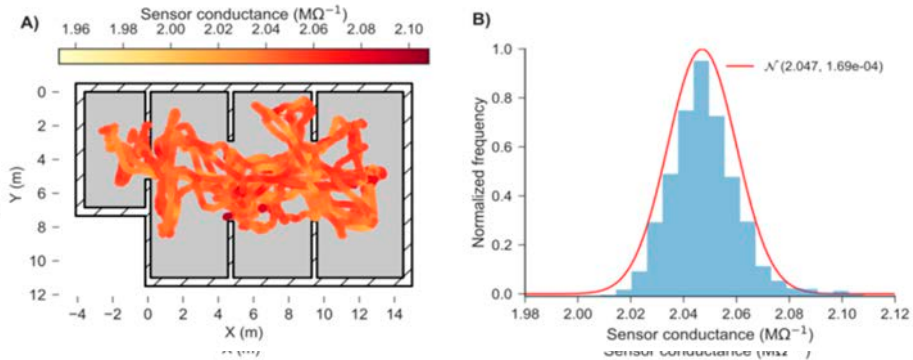 A)
Sensor conductance (MΩ⁻¹)
1.96 1.98 2.00 2.02 2.04 2.06 2.08 2.10
0
2
4
6
8
10
12
Y (m)
−4 −2 0 2 4 6 8 10 12 14
X (m)
B)
𝒩 (2.047, 1.69e-04)
1.0
0.8
0.6
0.4
0.2
0.0
Normalized frequency
1.98 2.00 2.02 2.04 2.06 2.08 2.10 2.12
Sensor conductance (MΩ⁻¹)